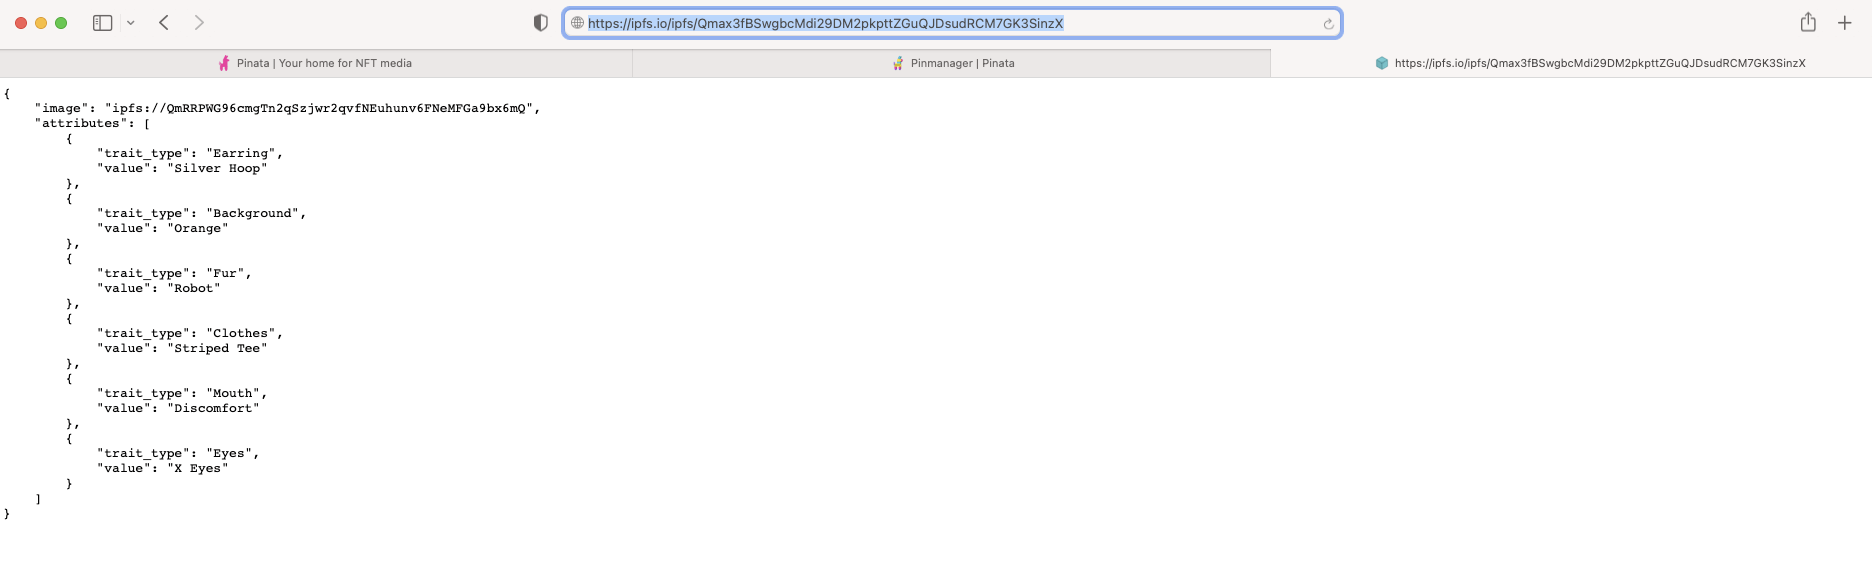 https://ipfs.io/ipfs/Qmax3fBSwgbcMdi29DM2pkpttZGuQJDsudRCM7GK3SinzX
Pinata | Your home for NFT media
Pinmanager | Pinata
https://ipfs.io/ipfs/Qmax3fBSwgbcMdi29DM2pkpttZGuQJDsudRCM7GK3SinzX
{
    "image": "ipfs://QmRRPWG96cmgTn2qSzjwr2qvfNEuhunv6FNeMFGa9bx6mQ",
    "attributes": [
        {
            "trait_type": "Earring",
            "value": "Silver Hoop"
        },
        {
            "trait_type": "Background",
            "value": "Orange"
        },
        {
            "trait_type": "Fur",
            "value": "Robot"
        },
        {
            "trait_type": "Clothes",
            "value": "Striped Tee"
        },
        {
            "trait_type": "Mouth",
            "value": "Discomfort"
        },
        {
            "trait_type": "Eyes",
            "value": "X Eyes"
        }
    ]
}